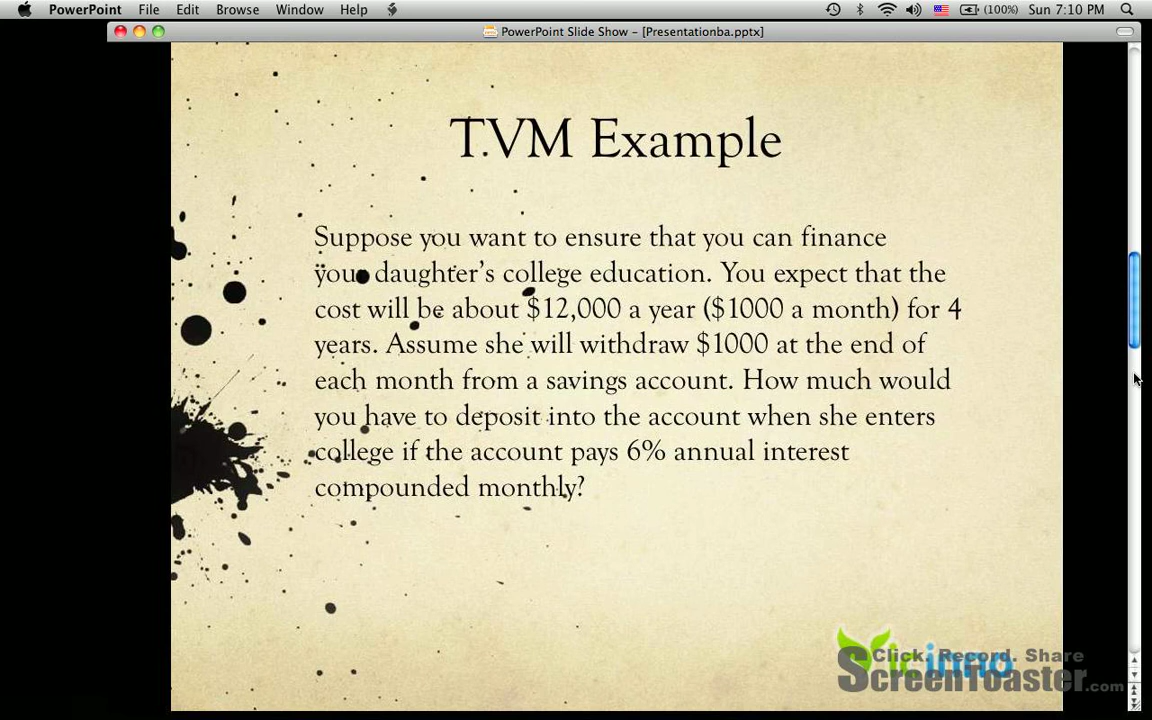 PowerPoint File Edit Browse Window Help (100%) Sun 7:10 PM
PowerPoint Slide Show - [Presentationba.pptx]
T.VM Example
Suppose you want to ensure that you can finance
your daughter's college education. You expect that the
cost will be about $12,000 a year ($1000 a month) for 4
years. Assume she will withdraw $1000 at the end of
each month from a savings account. How much would
you have to deposit into the account when she enters
college if the account pays 6% annual interest
compounded monthly?
Click. Record. Share
ScreenToaster.com